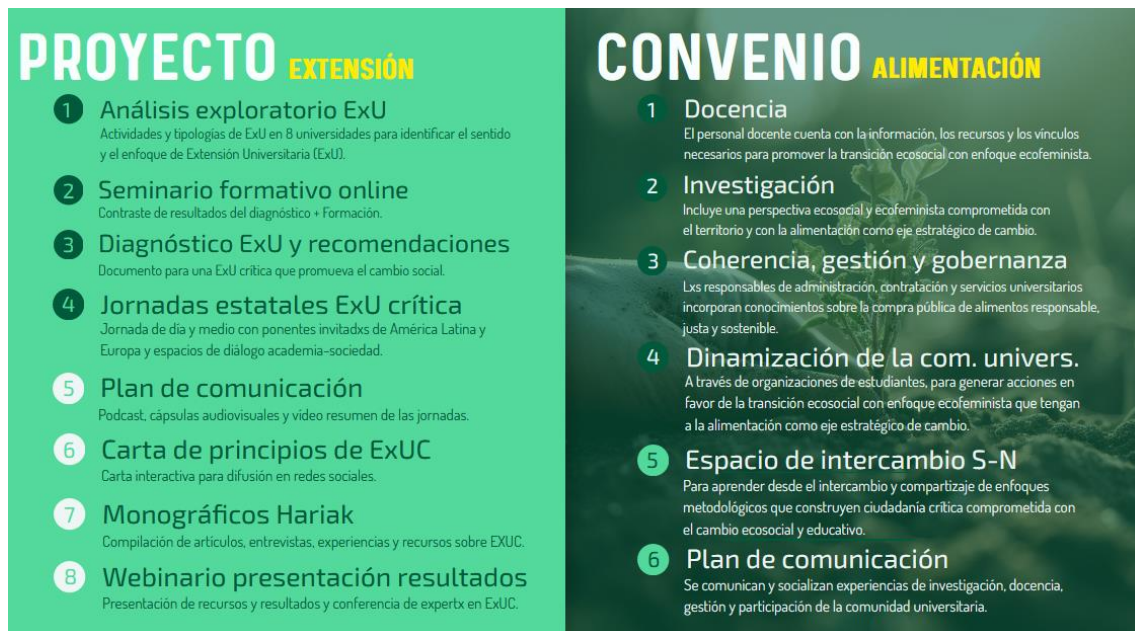 PROYECTO EXTENSIÓN
1 Análisis exploratorio ExU
Actividades y tipologías de ExU en 8 universidades para identificar el sentido
y el enfoque de Extensión Universitaria (ExU).
2 Seminario formativo online
Contraste de resultados del diagnóstico + Formación.
3 Diagnóstico ExU y recomendaciones
Documento para una ExU crítica que promueva el cambio social.
4 Jornadas estatales ExU crítica
Jornada de día y medio con ponentes invitadxs de América Latina y
Europa y espacios de diálogo academia-sociedad.
5 Plan de comunicación
Podcast, cápsulas audiovisuales y video resumen de las jornadas.
6 Carta de principios de ExUC
Carta interactiva para difusión en redes sociales.
7 Monográficos Hariak
Compilación de artículos, entrevistas, experiencias y recursos sobre EXUC.
8 Webinario presentación resultados
Presentación de recursos y resultados y conferencia de expertx en ExUC.
CONVENIO ALIMENTACIÓN
1 Docencia
El personal docente cuenta con la información, los recursos y los vínculos
necesarios para promover la transición ecosocial con enfoque ecofeminista.
2 Investigación
Incluye una perspectiva ecosocial y ecofeminista comprometida con
el territorio y con la alimentación como eje estratégico de cambio.
3 Coherencia, gestión y gobernanza
Lxs responsables de administración, contratación y servicios universitarios
incorporan conocimientos sobre la compra pública de alimentos responsable,
justa y sostenible.
4 Dinamización de la com. univers.
A través de organizaciones de estudiantes, para generar acciones en
favor de la transición ecosocial con enfoque ecofeminista que tengan
a la alimentación como eje estratégico de cambio.
5 Espacio de intercambio S-N
Para aprender desde el intercambio y compartizaje de enfoques
metodológicos que construyen ciudadanía crítica comprometida con
el cambio ecosocial y educativo.
6 Plan de comunicación
Se comunican y socializan experiencias de investigación, docencia,
gestión y participación de la comunidad universitaria.